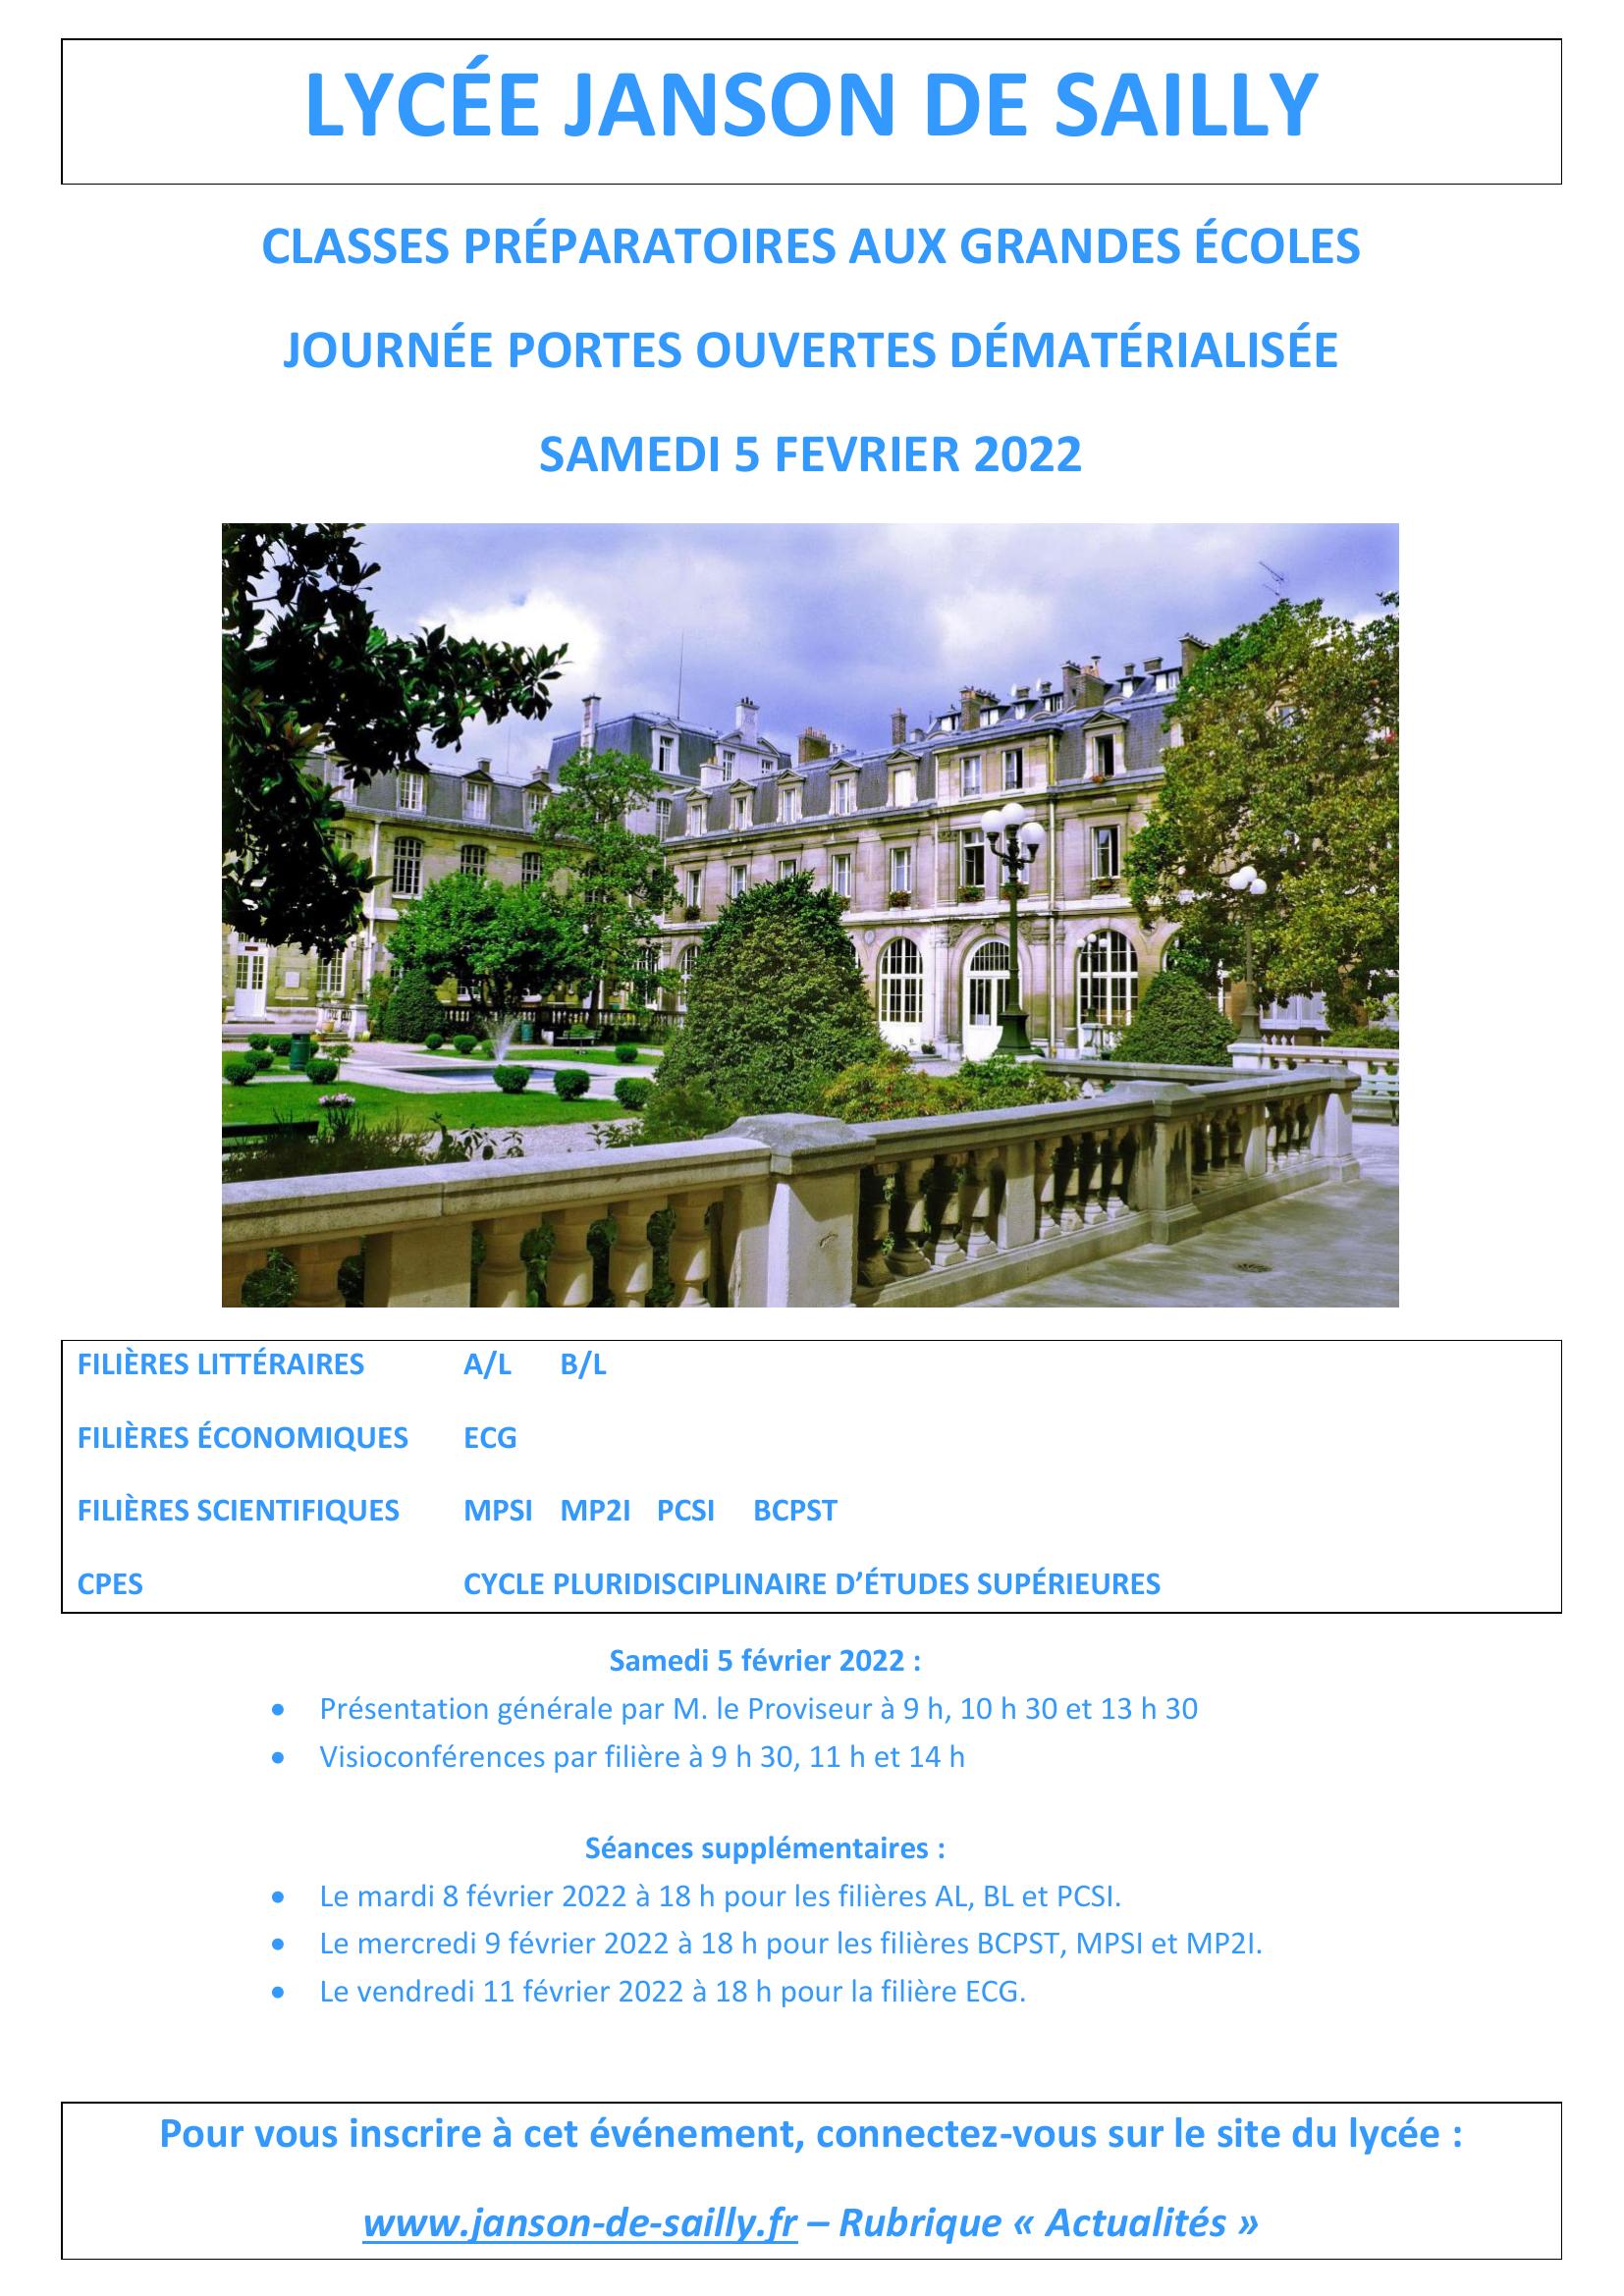 LYCÉE JANSON DE SAILLY
CLASSES PRÉPARATOIRES AUX GRANDES ÉCOLES
JOURNÉE PORTES OUVERTES DÉMATÉRIALISÉE
SAMEDI 5 FEVRIER 2022
FILIÈRES LITTÉRAIRES A/L B/L
FILIÈRES ÉCONOMIQUES ECG
FILIÈRES SCIENTIFIQUES MPSI MP2I PCSI BCPST
CPES CYCLE PLURIDISCIPLINAIRE D’ÉTUDES SUPÉRIEURES
Samedi 5 février 2022 :
• Présentation générale par M. le Proviseur à 9 h, 10 h 30 et 13 h 30
• Visioconférences par filière à 9 h 30, 11 h et 14 h
Séances supplémentaires :
• Le mardi 8 février 2022 à 18 h pour les filières AL, BL et PCSI.
• Le mercredi 9 février 2022 à 18 h pour les filières BCPST, MPSI et MP2I.
• Le vendredi 11 février 2022 à 18 h pour la filière ECG.
Pour vous inscrire à cet événement, connectez-vous sur le site du lycée :
www.janson-de-sailly.fr – Rubrique « Actualités »